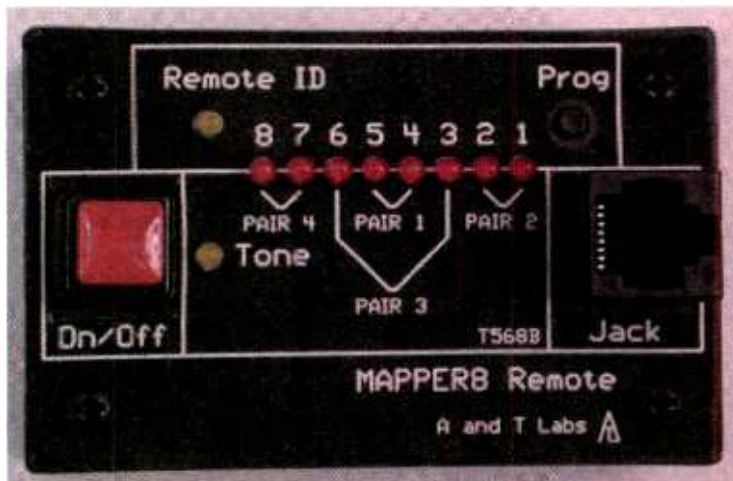 Remote ID
Prog
8 7 6 5 4 3 2 1
PAIR 4
PAIR 1
PAIR 2
Tone
PAIR 3
On/Off
T568B
Jack
MAPPER8 Remote
A and T Labs